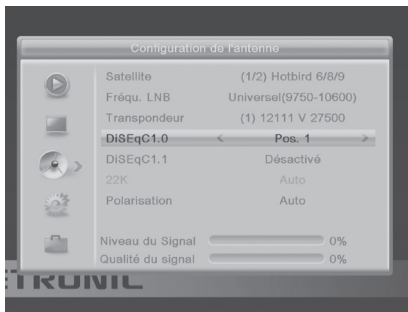 Configuration de l'antenne
Satellite (1/2) Hotbird 6/8/9
Fréqu. LNB Universel(9750-10600)
Transpondeur (1) 12111 V 27500
DiSEqC1.0 < Pos. 1 >
DiSEqC1.1 Désactivé
22K Auto
Polarisation Auto
Niveau du Signal 0%
Qualité du signal 0%